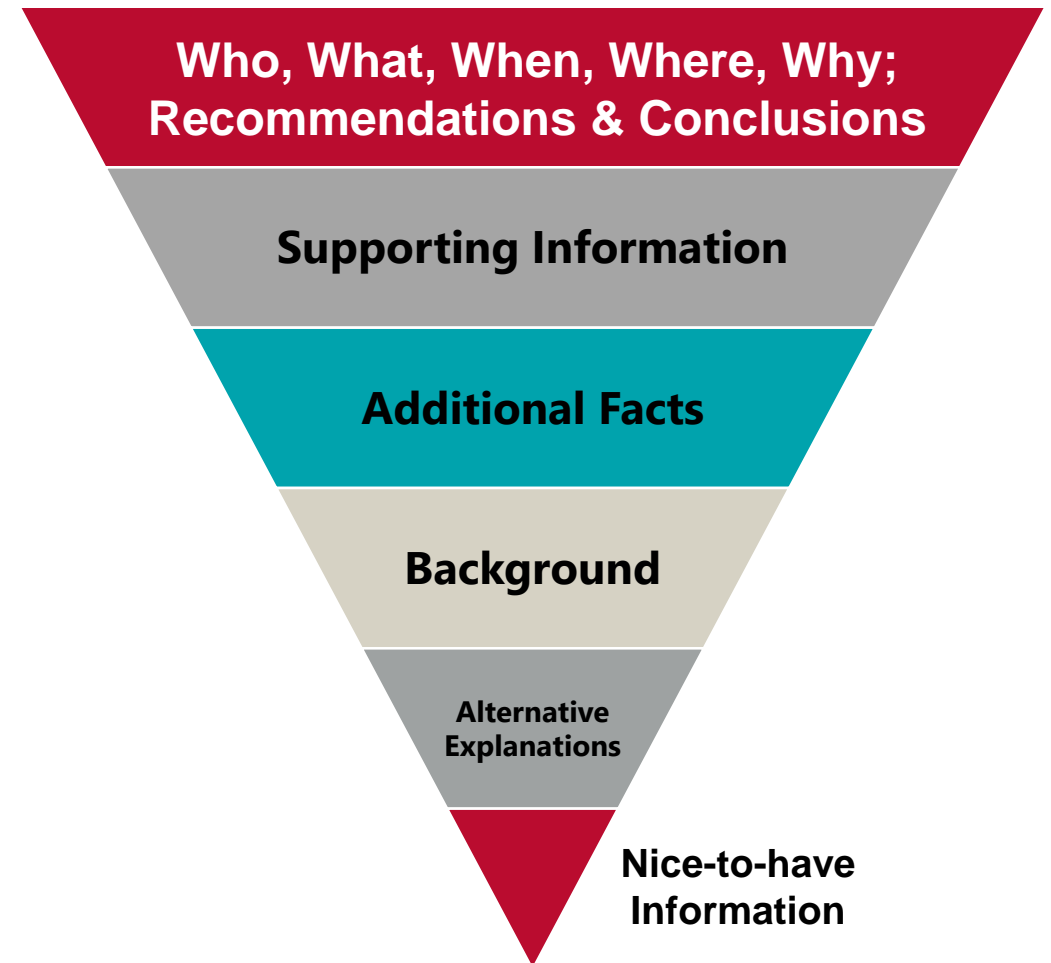 Who, What, When, Where, Why;
Recommendations & Conclusions
Supporting Information
Additional Facts
Background
Alternative
Explanations
Nice-to-have
Information